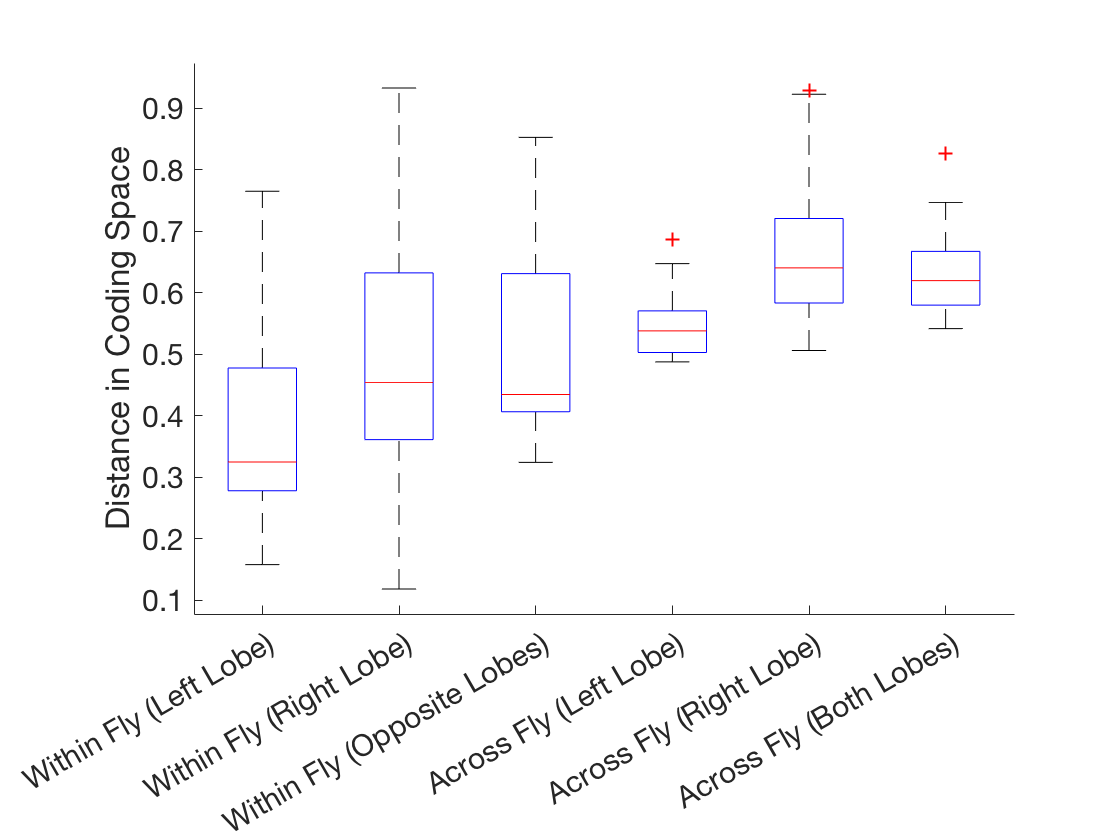 Distance in Coding Space
0.9
0.8
0.7
0.6
0.5
0.4
0.3
0.2
0.1
Within Fly (Left Lobe)
Within Fly (Right Lobe)
Within Fly (Opposite Lobes)
Across Fly (Left Lobe)
Across Fly (Right Lobe)
Across Fly (Both Lobes)